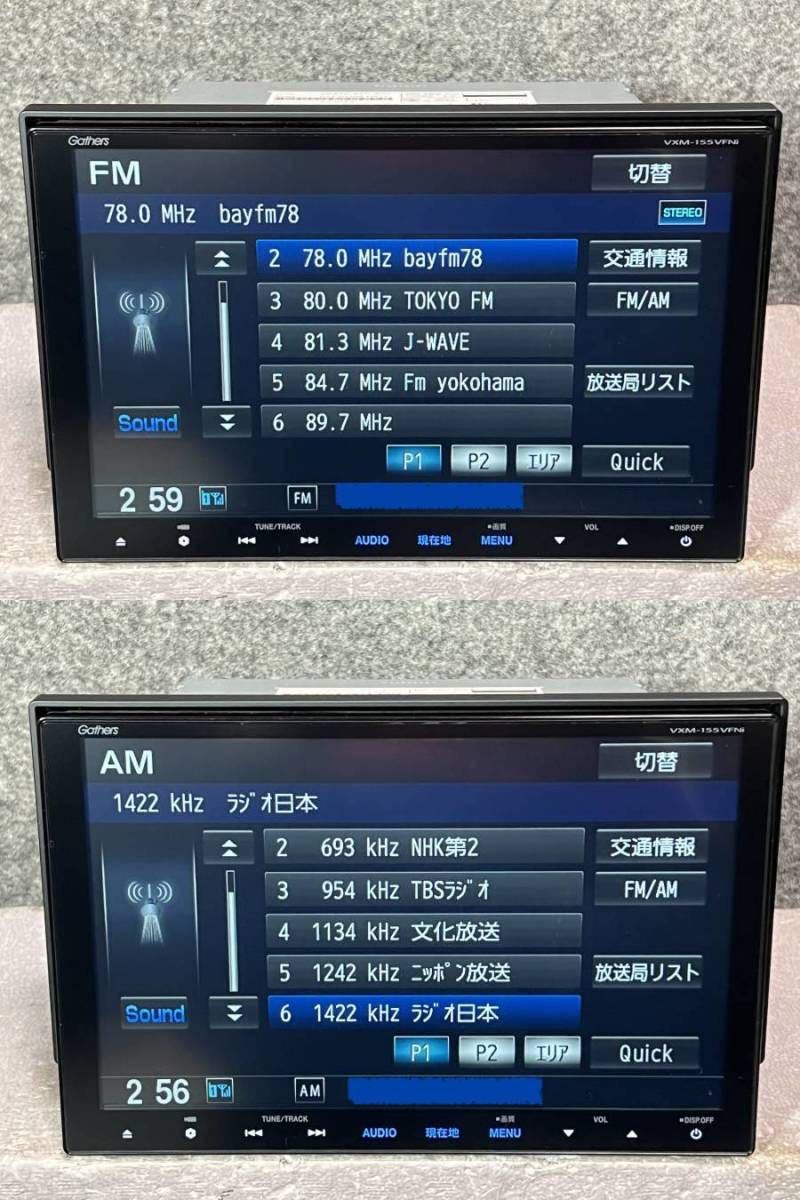 Gathers VXM-155VFNi
FM 切替
78.0 MHz bayfm78 STEREO
2 78.0 MHz bayfm78 交通情報
3 80.0 MHz TOKYO FM FM/AM
4 81.3 MHz J-WAVE
5 84.7 MHz Fm yokohama 放送局リスト
Sound 6 89.7 MHz
P1 P2 エリア Quick
2 59 FM
TUNE/TRACK ■画質 VOL ■DISP.OFF
AUDIO 現在地 MENU
Gathers VXM-155VFNi
AM 切替
1422 kHz ラジオ日本
2 693 kHz NHK第2 交通情報
3 954 kHz TBSラジオ FM/AM
4 1134 kHz 文化放送
5 1242 kHz ニッポン放送 放送局リスト
Sound 6 1422 kHz ラジオ日本
P1 P2 エリア Quick
2 56 AM
TUNE/TRACK ■画質 VOL ■DISP.OFF
AUDIO 現在地 MENU